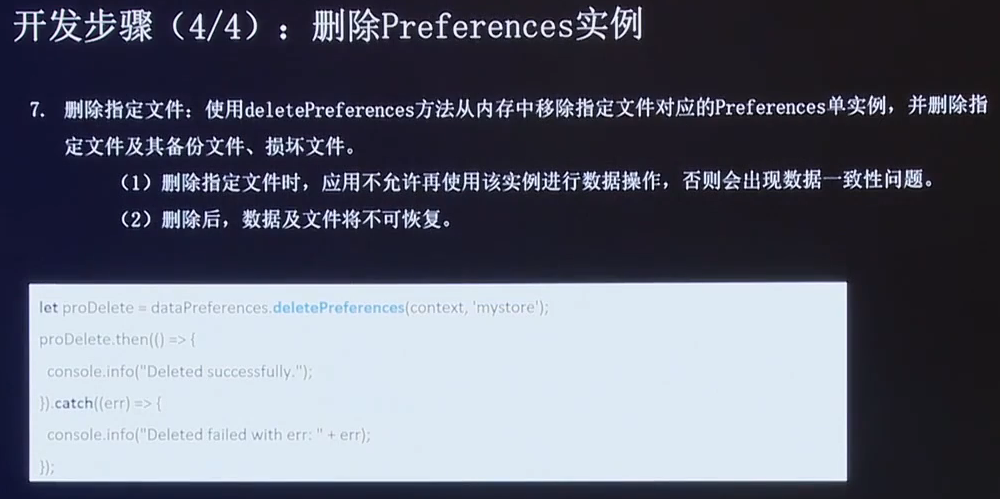 开发步骤（4/4）：删除Preferences实例
7. 删除指定文件：使用deletePreferences方法从内存中移除指定文件对应的Preferences单实例，并删除指
定文件及其备份文件、损坏文件。
（1）删除指定文件时，应用不允许再使用该实例进行数据操作，否则会出现数据一致性问题。
（2）删除后，数据及文件将不可恢复。
let proDelete = dataPreferences.deletePreferences(context, 'mystore');
proDelete.then(() => {
console.info("Deleted successfully.");
}).catch((err) => {
console.info("Deleted failed with err: " + err);
});